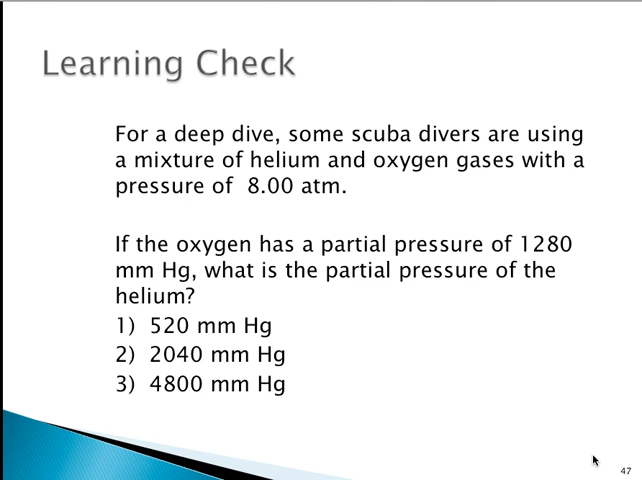 Learning Check
For a deep dive, some scuba divers are using
a mixture of helium and oxygen gases with a
pressure of  8.00 atm.
If the oxygen has a partial pressure of 1280
mm Hg, what is the partial pressure of the
helium?
1)  520 mm Hg
2)  2040 mm Hg
3)  4800 mm Hg
47